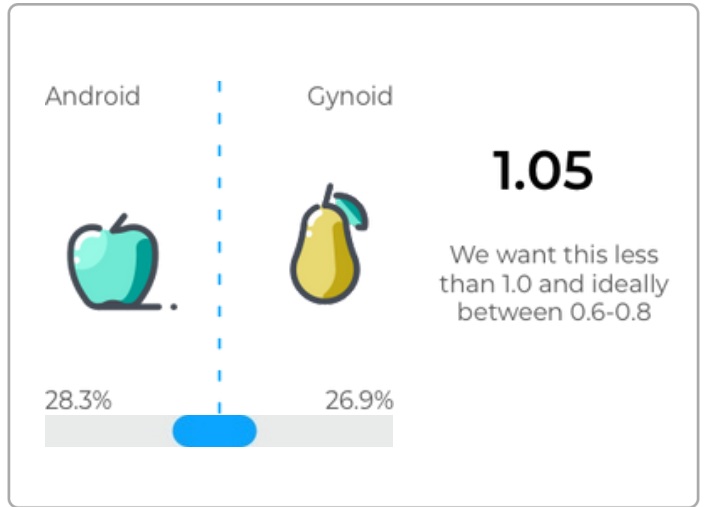 Android
Gynoid
1.05
We want this less
than 1.0 and ideally
between 0.6-0.8
28.3%
26.9%